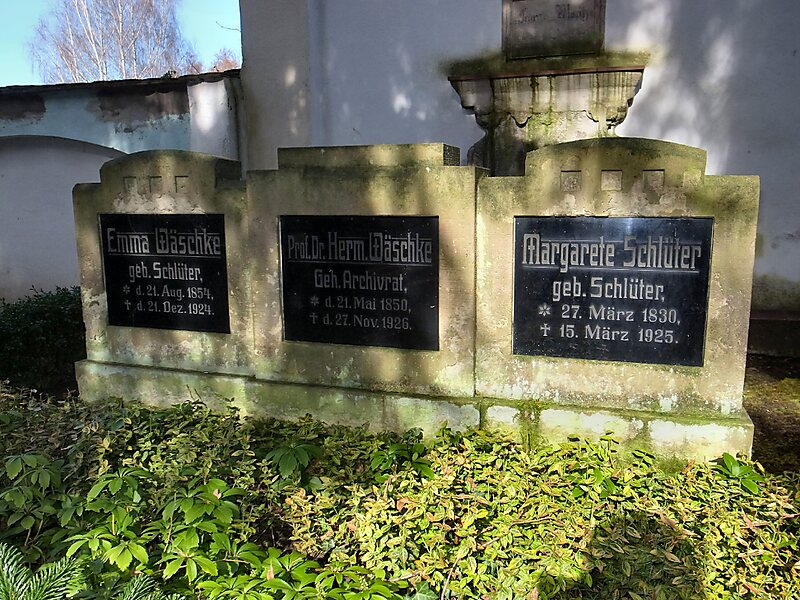 Emma Wäschke
geb. Schlüter,
* d. 21. Aug. 1854,
† d. 21. Dez. 1924.
Prof. Dr. Herm. Wäschke
Geh. Archivrat,
* d. 21. Mai 1850,
† d. 27. Nov. 1926.
Margarete Schlüter
geb. Schlüter,
* 27. März 1830,
† 15. März 1925.